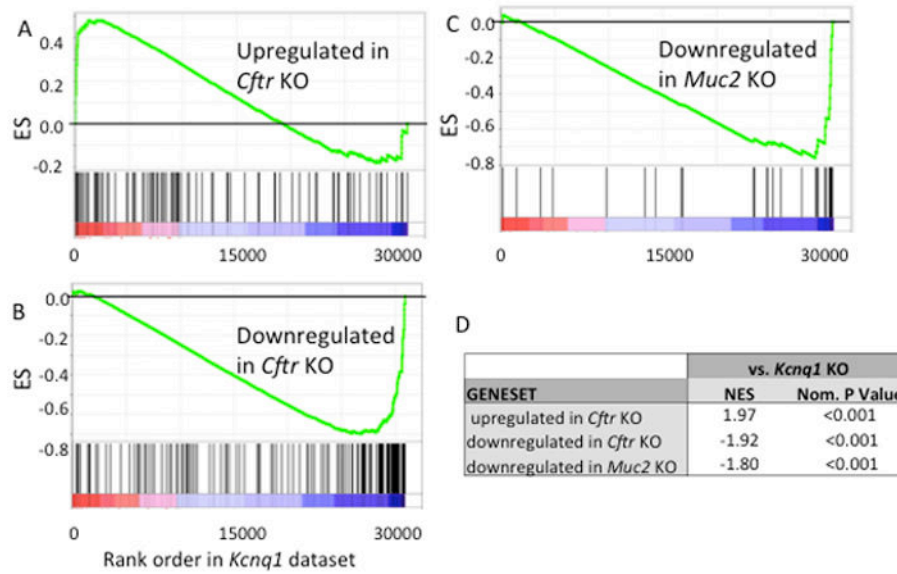 A
Upregulated in
Cftr KO
ES
0.4
0.2
0.0
-0.2
0
15000
30000
B
Downregulated
in Cftr KO
ES
0.0
-0.2
-0.4
-0.6
-0.8
0
15000
30000
Rank order in Kcnq1 dataset
C
Downregulated
in Muc2 KO
ES
0.0
-0.2
-0.4
-0.6
-0.8
0
15000
30000
D
vs. Kcnq1 KO
GENESET NES Nom. P Value
upregulated in Cftr KO 1.97 <0.001
downregulated in Cftr KO -1.92 <0.001
downregulated in Muc2 KO -1.80 <0.001